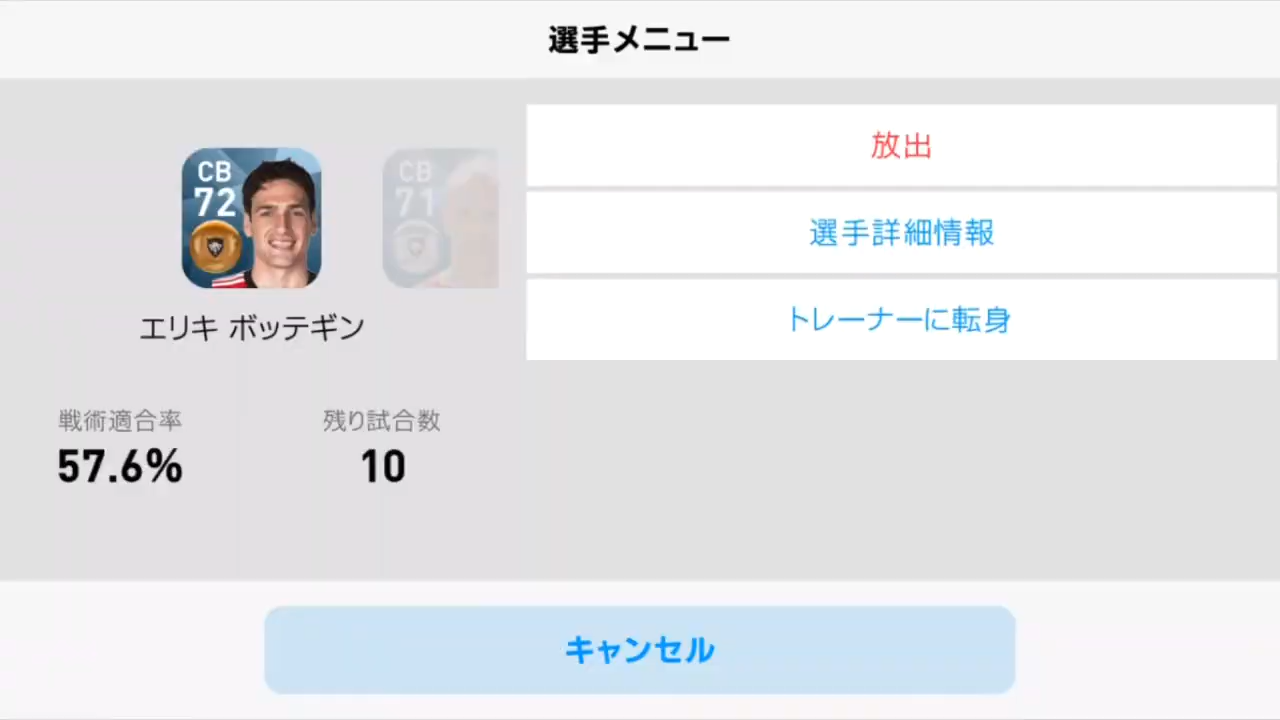 選手メニュー
CB
72
CB
71
エリキ ボッテギン
戦術適合率
57.6%
残り試合数
10
放出
選手詳細情報
トレーナーに転身
キャンセル